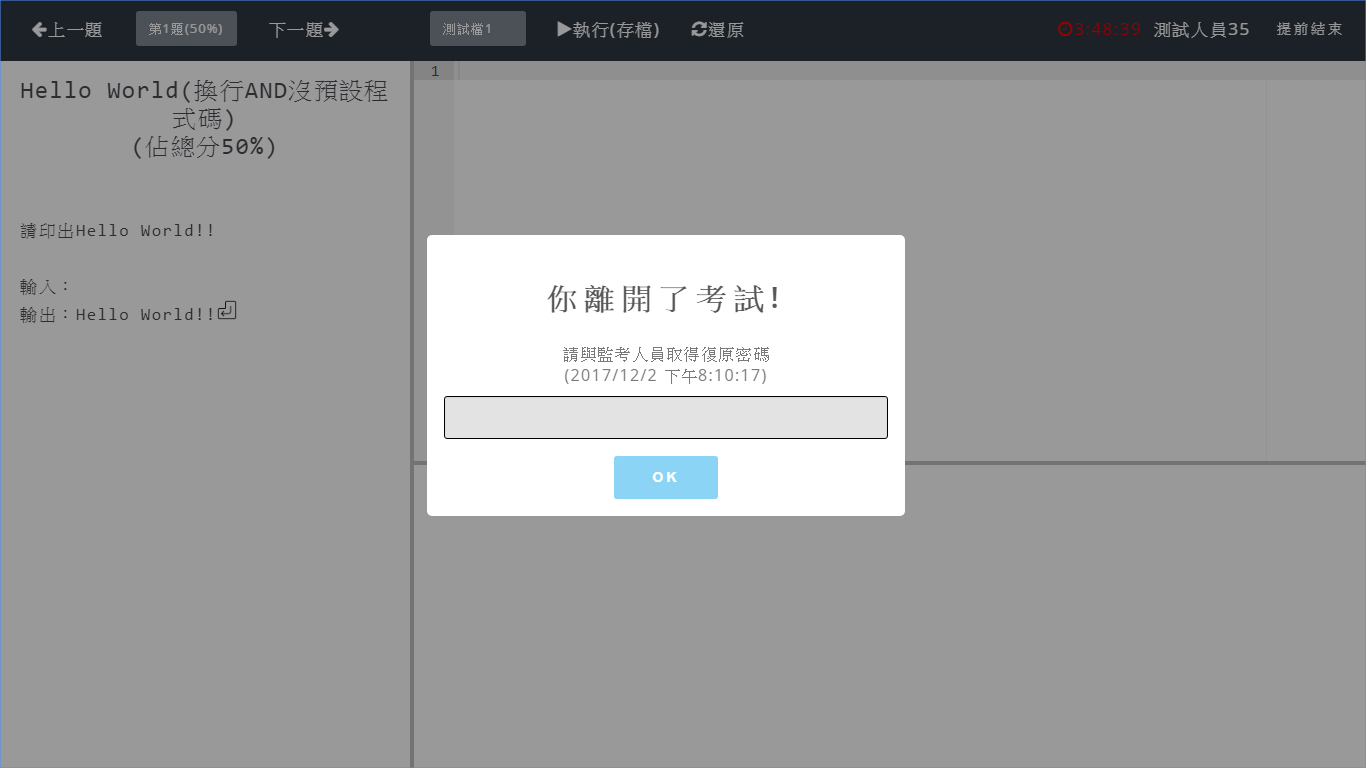 上一題 第1題(50%) 下一題 測試檔1 執行(存檔) 還原 3:48:39 測試人員35 提前結束
Hello World(換行AND沒預設程
式碼)
(佔總分50%)
請印出Hello World!!
輸入：
輸出：Hello World!!
1
你離開了考試!
請與監考人員取得復原密碼
(2017/12/2 下午8:10:17)
OK